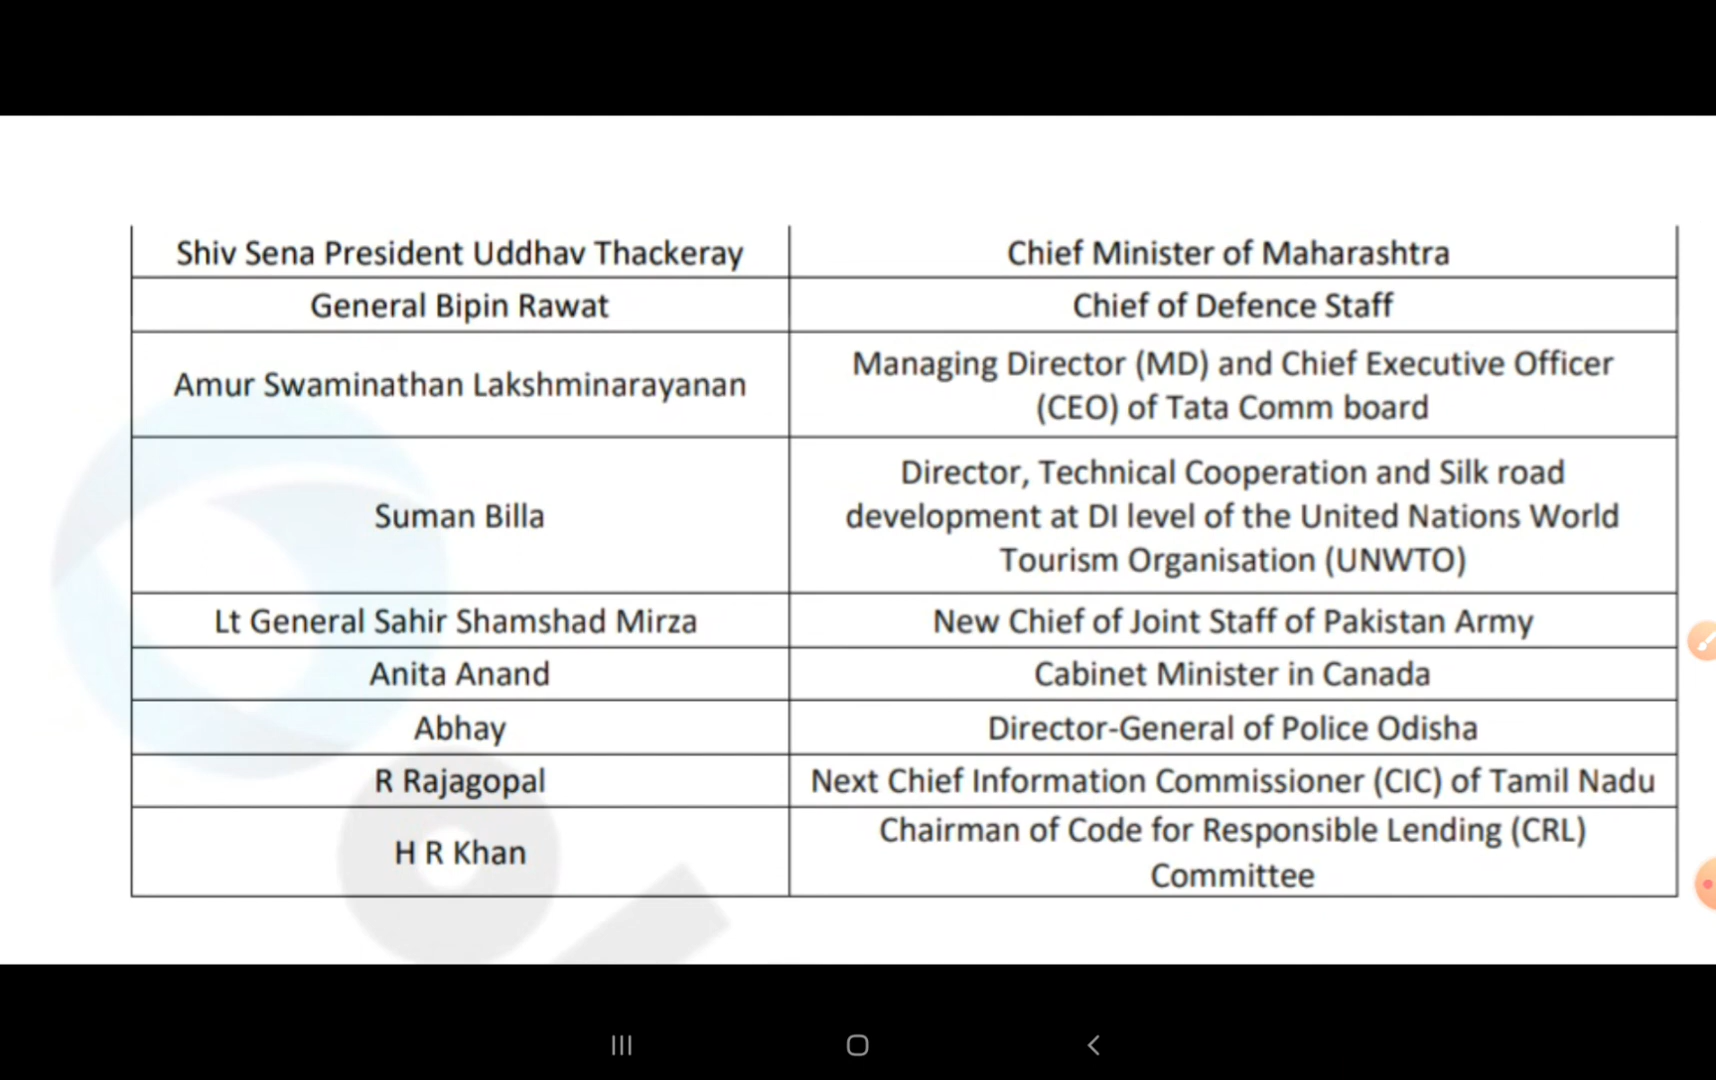 Shiv Sena President Uddhav Thackeray
Chief Minister of Maharashtra
General Bipin Rawat
Chief of Defence Staff
Amur Swaminathan Lakshminarayanan
Managing Director (MD) and Chief Executive Officer
(CEO) of Tata Comm board
Suman Billa
Director, Technical Cooperation and Silk road
development at DI level of the United Nations World
Tourism Organisation (UNWTO)
Lt General Sahir Shamshad Mirza
New Chief of Joint Staff of Pakistan Army
Anita Anand
Cabinet Minister in Canada
Abhay
Director-General of Police Odisha
R Rajagopal
Next Chief Information Commissioner (CIC) of Tamil Nadu
H R Khan
Chairman of Code for Responsible Lending (CRL)
Committee